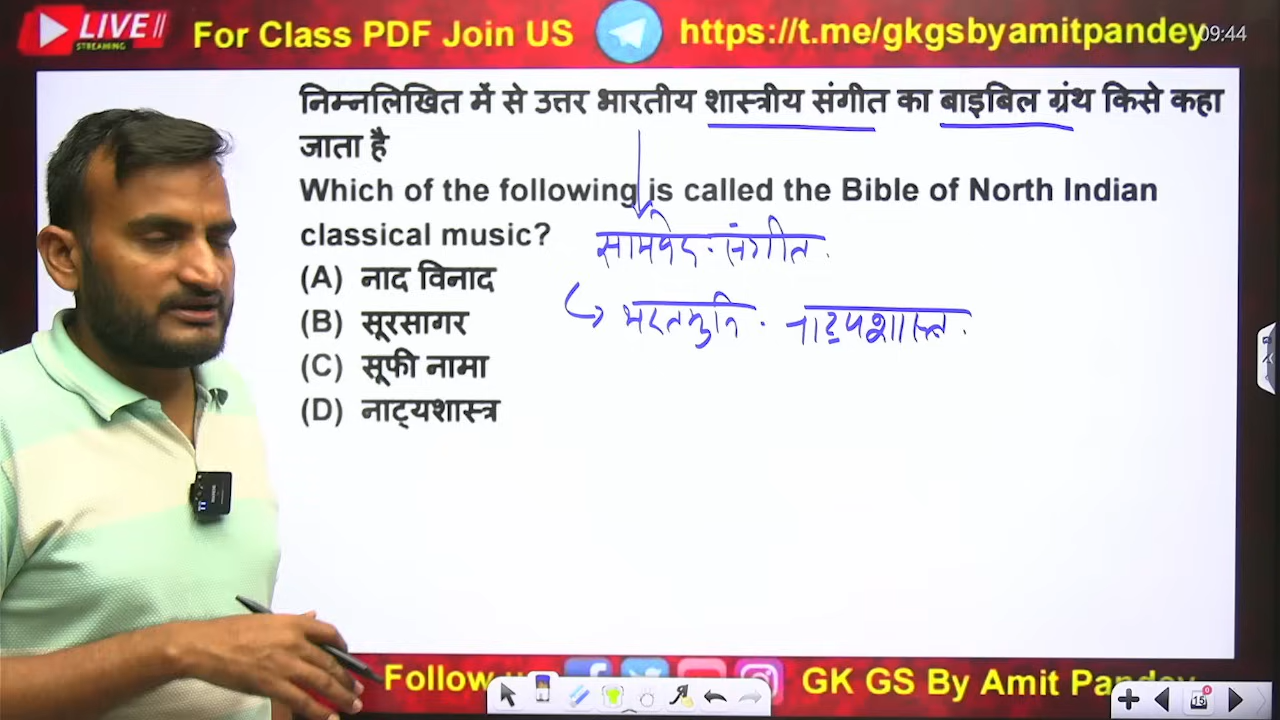 LIVE
STREAMING
For Class PDF Join US
https://t.me/gkgsbyamitpandey
09:44
निम्नलिखित में से उत्तर भारतीय शास्त्रीय संगीत का बाइबिल ग्रंथ किसे कहा
जाता है
Which of the following is called the Bible of North Indian
classical music?
सामवेद. संगीत.
(A) नाद विनाद
(B) सूरसागर
भरतमुनि. नाट्यशास्त्र.
(C) सूफी नामा
(D) नाट्यशास्त्र
Follow
GK GS By Amit Pandey
15